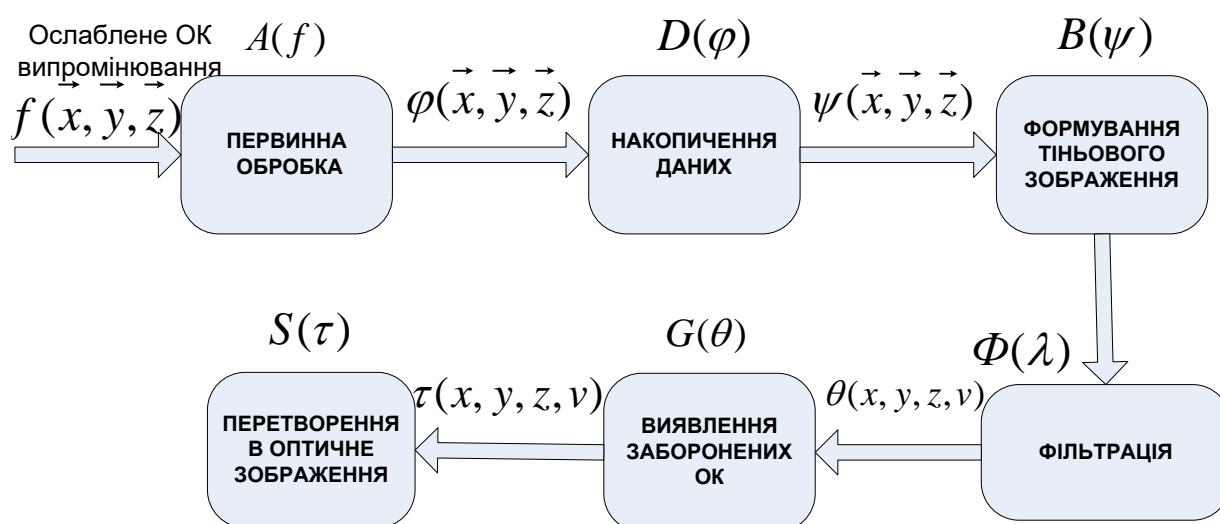 Ослаблене ОК
випромінювання
f(x⃗, y⃗, z⃗)
A(f)
ПЕРВИННА
ОБРОБКА
φ(x⃗, y⃗, z⃗)
D(φ)
НАКОПИЧЕННЯ
ДАНИХ
ψ(x⃗, y⃗, z⃗)
B(ψ)
ФОРМУВАННЯ
ТІНЬОВОГО
ЗОБРАЖЕННЯ
Φ(λ)
ФІЛЬТРАЦІЯ
θ(x, y, z, v)
G(θ)
ВИЯВЛЕННЯ
ЗАБОРОНЕНИХ
ОК
τ(x, y, z, v)
S(τ)
ПЕРЕТВОРЕННЯ
В ОПТИЧНЕ
ЗОБРАЖЕННЯ